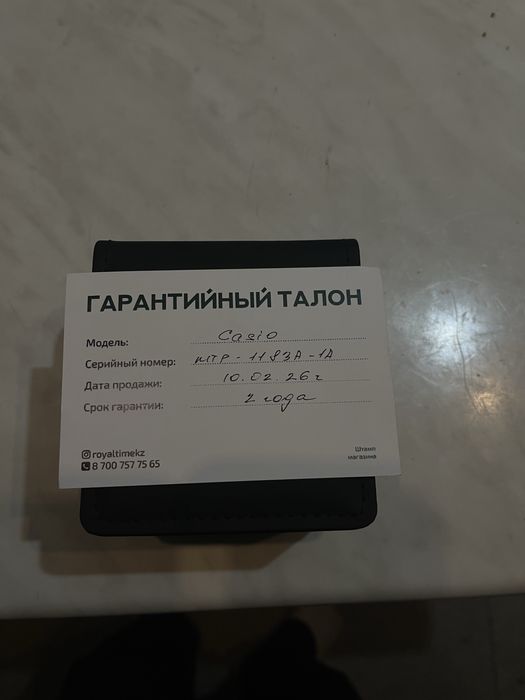 ГАРАНТИЙНЫЙ ТАЛОН
Модель: Casio
Серийный номер: MTP-1183A-1A
Дата продажи: 10.02.26г
Срок гарантии: 2 года
royaltimekz
8 700 757 75 65
Штамп
магазина